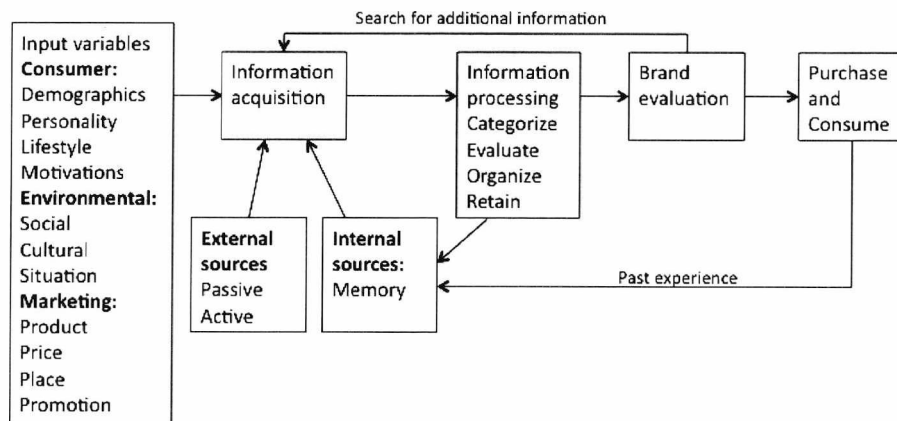 Search for additional information
Input variables
Consumer:
Demographics
Personality
Lifestyle
Motivations
Environmental:
Social
Cultural
Situation
Marketing:
Product
Price
Place
Promotion
Information
acquisition
Information
processing
Categorize
Evaluate
Organize
Retain
Brand
evaluation
Purchase
and
Consume
External
sources
Passive
Active
Internal
sources:
Memory
Past experience